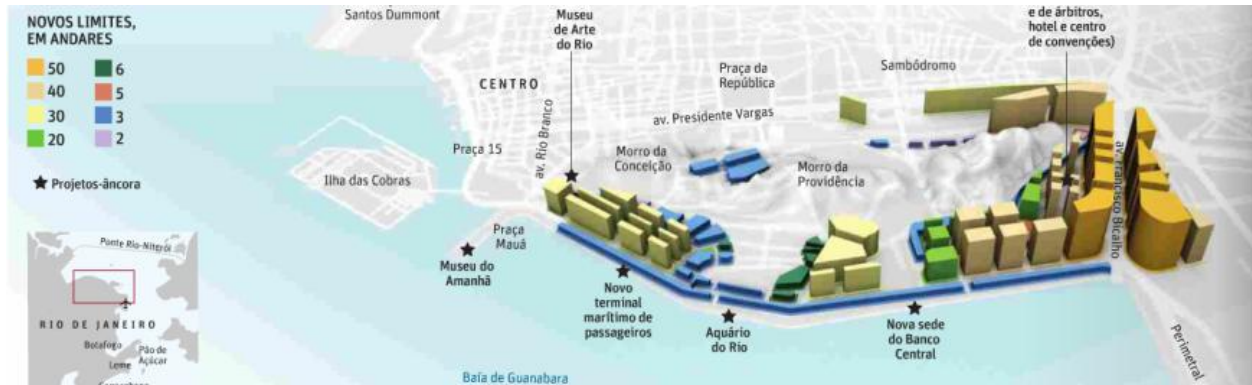 NOVOS LIMITES,
EM ANDARES
50
40
30
20
6
5
3
2
Projetos-âncora
Ponte Rio-Niterói
RIO DE JANEIRO
Botafogo
Pão de
Açúcar
Leme
Santos Dummont
Museu
de Arte
do Rio
CENTRO
av. Rio Branco
Praça 15
Ilha das Cobras
Praça
Mauá
Museu do
Amanhã
Praça da
República
Sambódromo
av. Presidente Vargas
Morro da
Conceição
Morro da
Providência
e de árbitros,
hotel e centro
de convenções)
av. Francisco Bicalho
Novo
terminal
marítimo de
passageiros
Aquário
do Rio
Nova sede
do Banco
Central
Perimetral
Baía de Guanabara